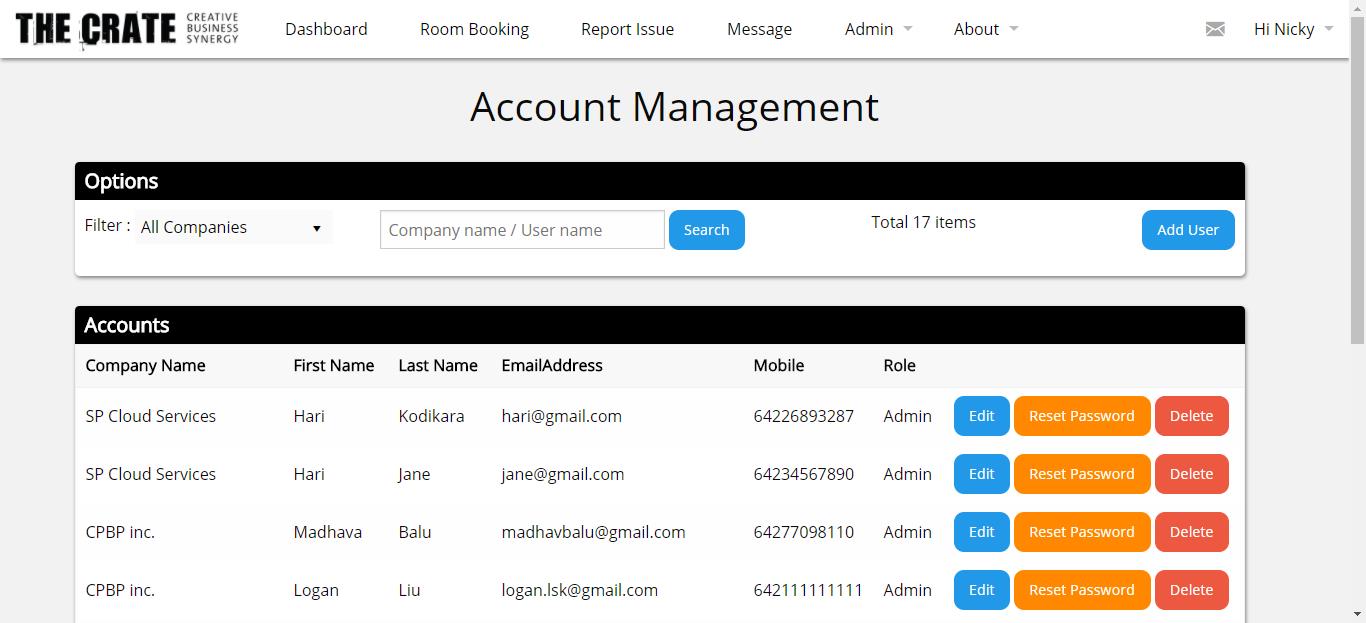 THE CRATE CREATIVE BUSINESS SYNERGY Dashboard Room Booking Report Issue Message Admin About Hi Nicky
Account Management
Options
Filter : All Companies Company name / User name Search Total 17 items Add User
Accounts
Company Name First Name Last Name EmailAddress Mobile Role
SP Cloud Services Hari Kodikara hari@gmail.com 64226893287 Admin Edit Reset Password Delete
SP Cloud Services Hari Jane jane@gmail.com 64234567890 Admin Edit Reset Password Delete
CPBP inc. Madhava Balu madhavbalu@gmail.com 64277098110 Admin Edit Reset Password Delete
CPBP inc. Logan Liu logan.lsk@gmail.com 642111111111 Admin Edit Reset Password Delete